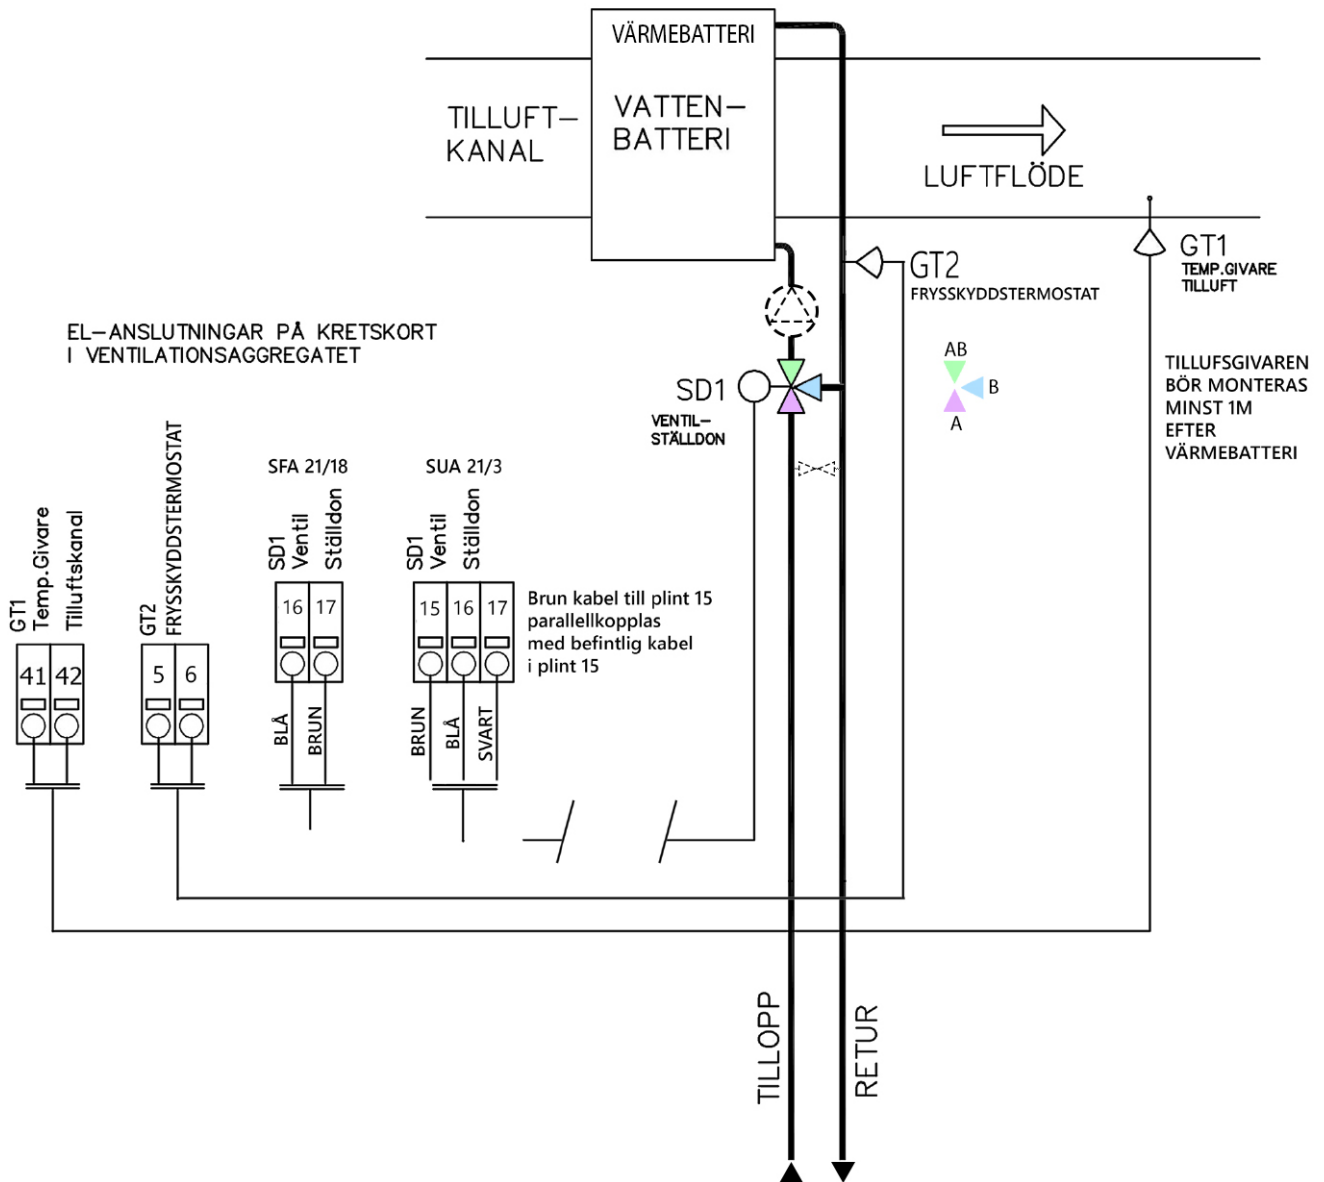 VÄRMEBATTERI
TILLUFT-
KANAL
VATTEN-
BATTERI
LUFTFLÖDE
GT1
TEMP.GIVARE
TILLUFT
GT2
FRYSSKYDDSTERMOSTAT
EL-ANSLUTNINGAR PÅ KRETSKORT
I VENTILATIONSAGGREGATET
SD1
VENTIL-
STÄLLDON
AB
B
A
TILLUFSGIVAREN
BÖR MONTERAS
MINST 1M
EFTER
VÄRMEBATTERI
GT1
Temp.Givare
Tilluftskanal
41 42
GT2
FRYSSKYDDSTERMOSTAT
5 6
SFA 21/18
SD1
Ventil
Ställdon
16 17
BLÅ
BRUN
SUA 21/3
SD1
Ventil
Ställdon
15 16 17
BRUN
BLÅ
SVART
Brun kabel till plint 15
parallellkopplas
med befintlig kabel
i plint 15
TILLOPP
RETUR